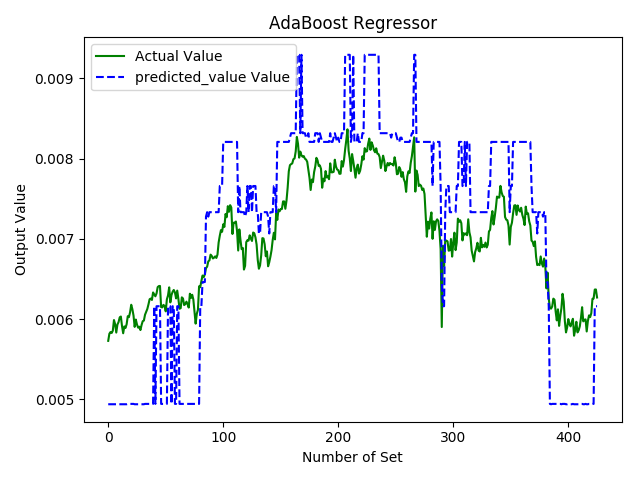 AdaBoost Regressor
Actual Value
predicted_value Value
Output Value
0.009
0.008
0.007
0.006
0.005
0
100
200
300
400
Number of Set